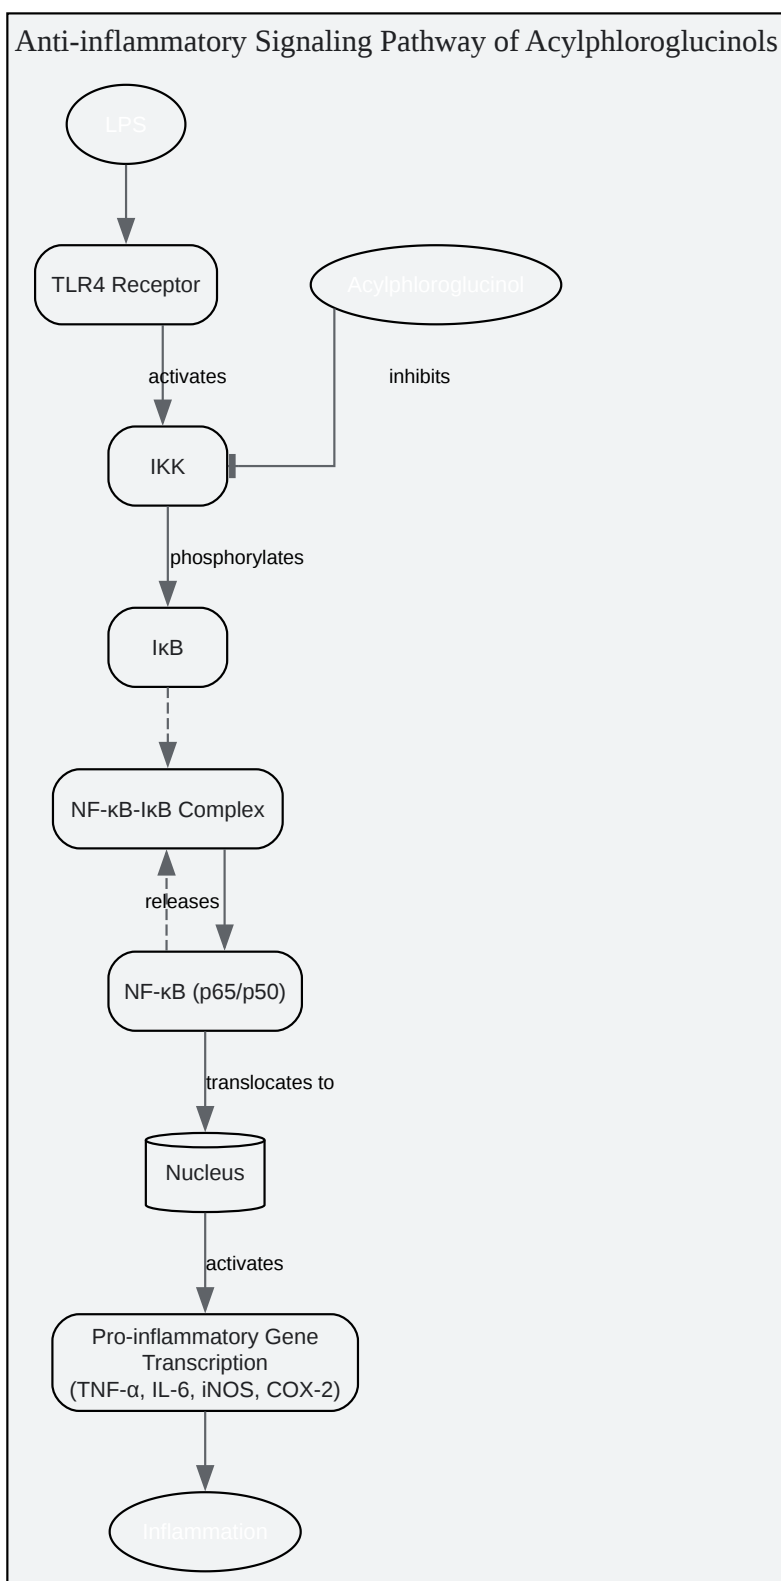 Anti-inflammatory Signaling Pathway of Acylphloroglucinols
LPS
TLR4 Receptor
Acylphloroglucinol
activates
inhibits
IKK
phosphorylates
IκB
NF-κB-IκB Complex
releases
NF-κB (p65/p50)
translocates to
Nucleus
activates
Pro-inflammatory Gene
Transcription
(TNF-α, IL-6, iNOS, COX-2)
Inflammation